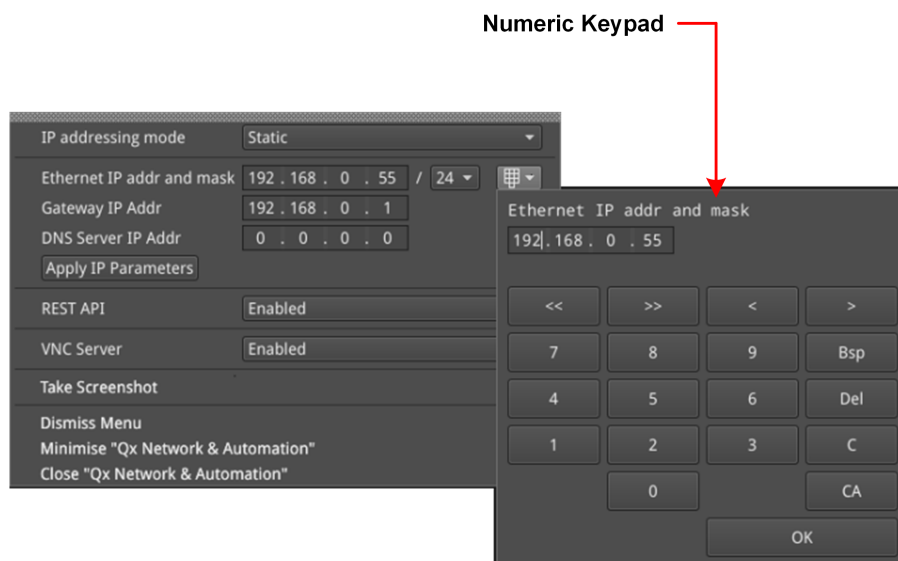 Numeric Keypad
IP addressing mode Static
Ethernet IP addr and mask 192 . 168 . 0 . 55 / 24
Gateway IP Addr 192 . 168 . 0 . 1
DNS Server IP Addr 0 . 0 . 0 . 0
Apply IP Parameters
REST API Enabled
VNC Server Enabled
Take Screenshot
Dismiss Menu
Minimise "Qx Network & Automation"
Close "Qx Network & Automation"
Ethernet IP addr and mask
192 . 168 . 0 . 55
<< >> < >
7 8 9 Bsp
4 5 6 Del
1 2 3 C
0 CA
OK